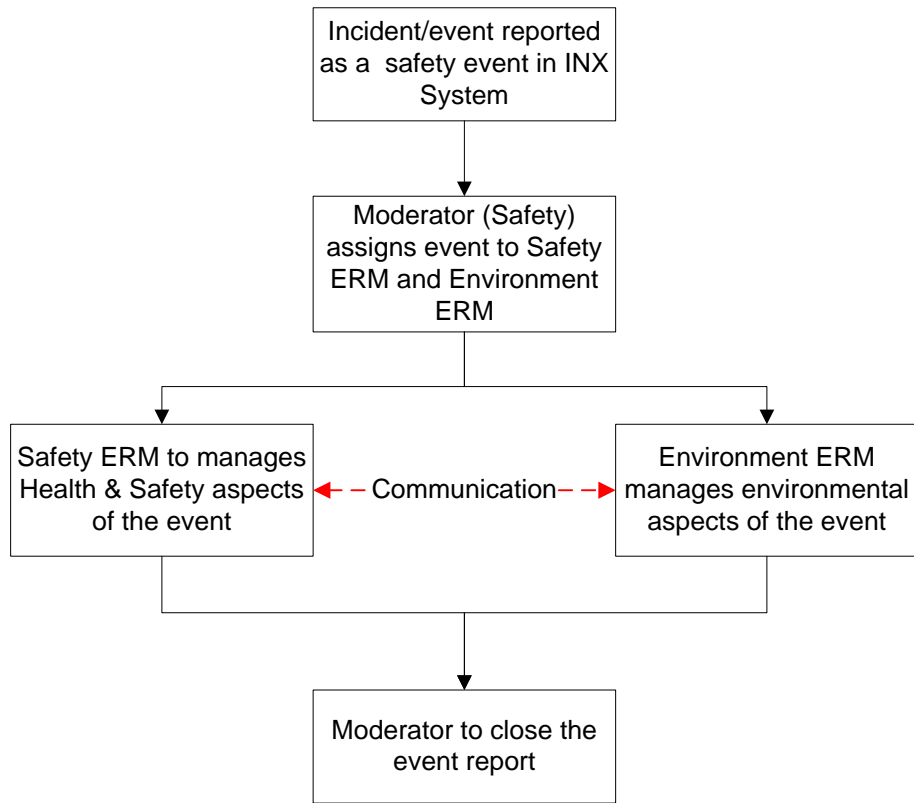 Incident/event reported
as a safety event in INX
System
Moderator (Safety)
assigns event to Safety
ERM and Environment
ERM
Safety ERM to manages
Health & Safety aspects
of the event
Communication
Environment ERM
manages environmental
aspects of the event
Moderator to close the
event report